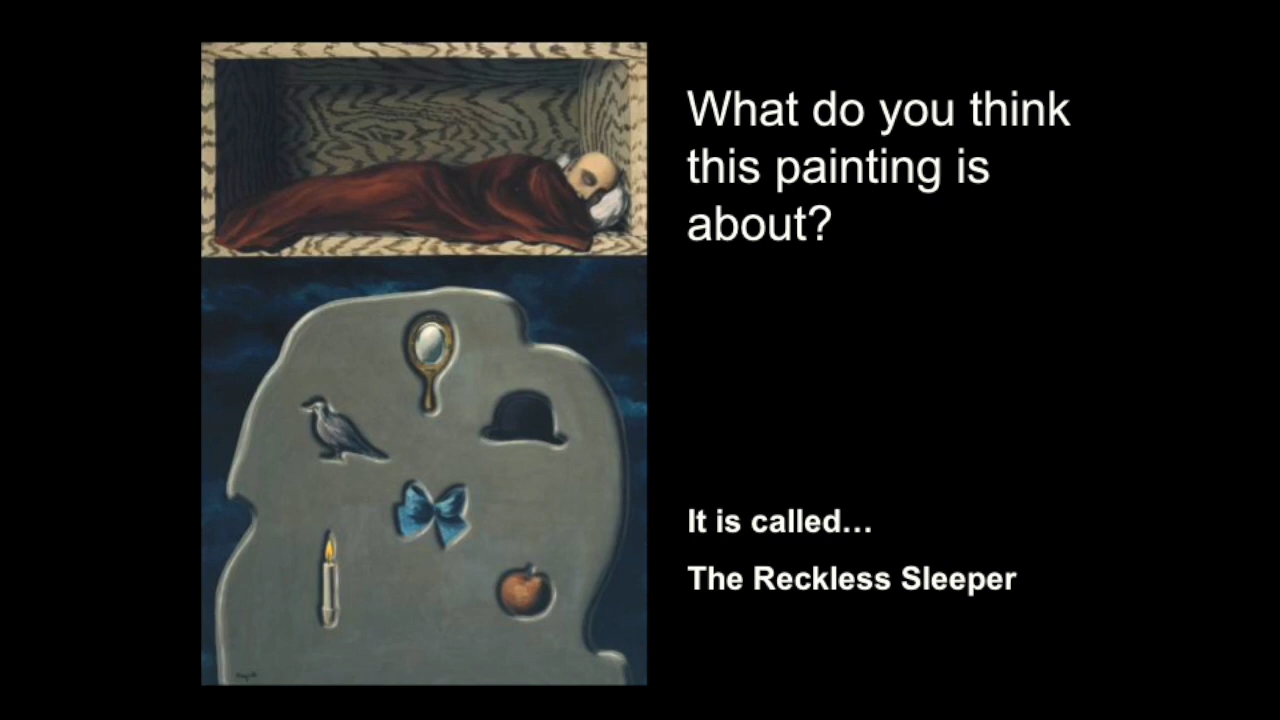 What do you think
this painting is
about?
It is called…
The Reckless Sleeper